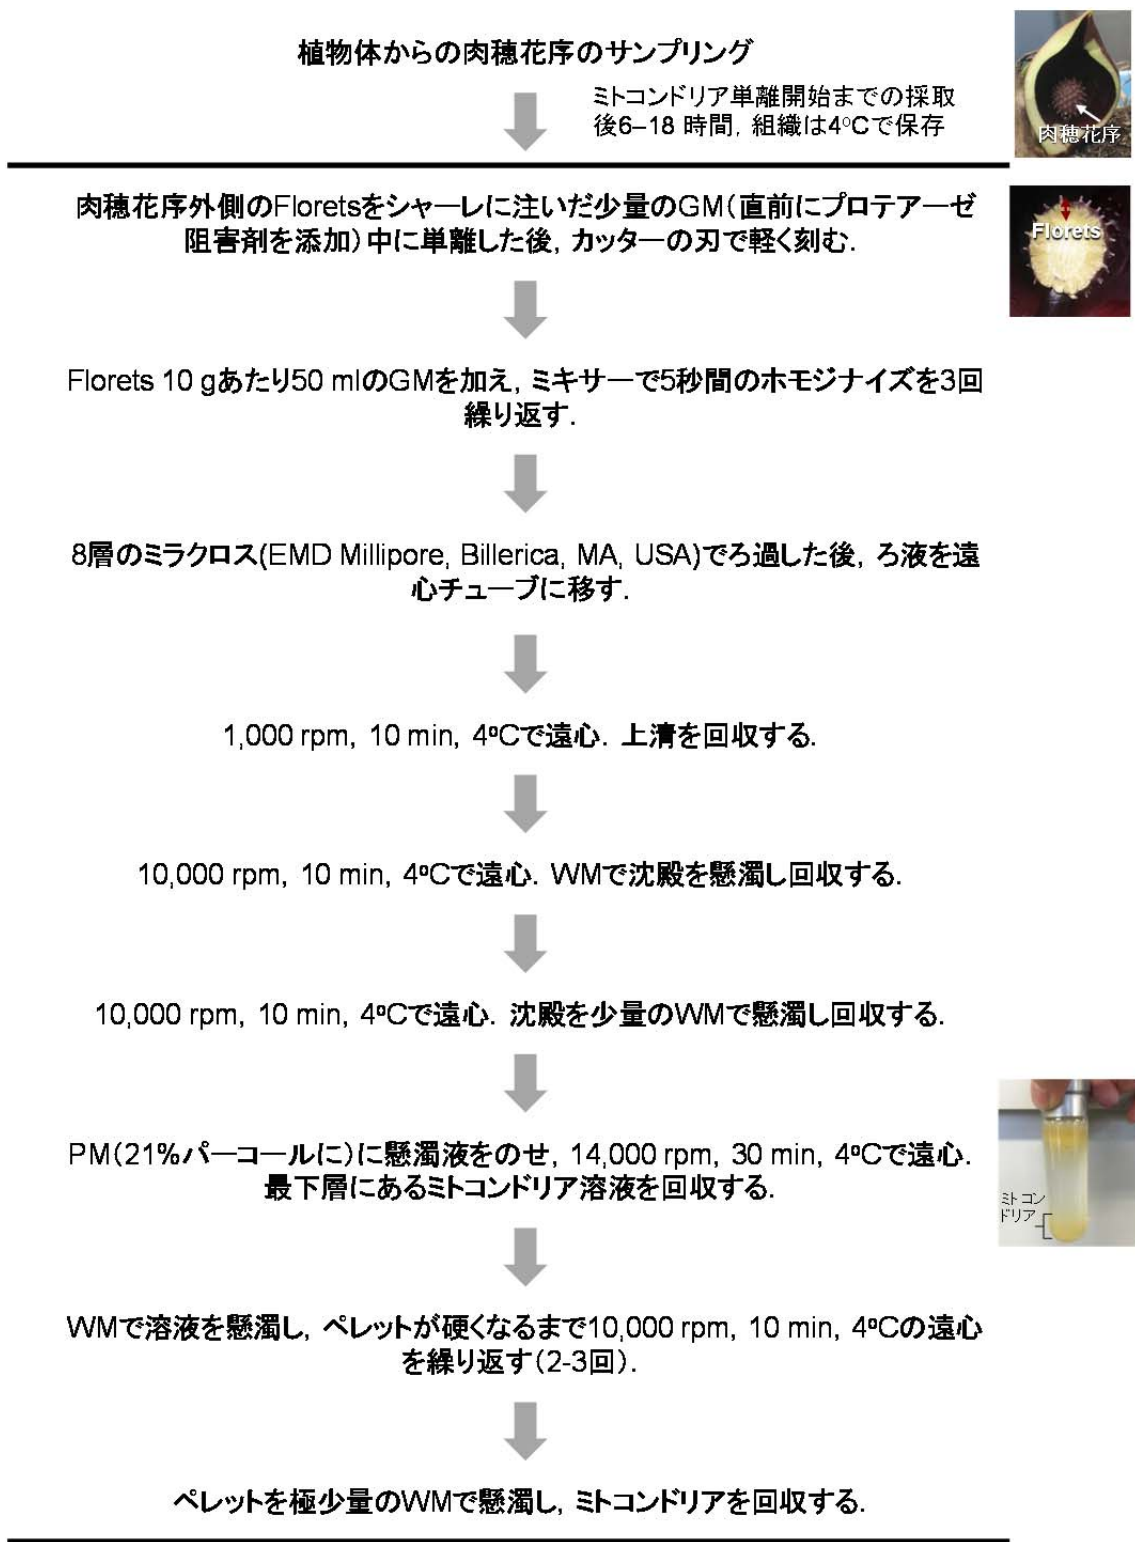 植物体からの肉穂花序のサンプリング
ミトコンドリア単離開始までの採取
後6–18 時間, 組織は4ºCで保存
肉穂花序
肉穂花序外側のFloretsをシャーレに注いだ少量のGM(直前にプロテアーゼ
阻害剤を添加)中に単離した後, カッターの刃で軽く刻む.
Florets
Florets 10 gあたり50 mlのGMを加え, ミキサーで5秒間のホモジナイズを3回
繰り返す.
8層のミラクロス(EMD Millipore, Billerica, MA, USA)でろ過した後, ろ液を遠
心チューブに移す.
1,000 rpm, 10 min, 4ºCで遠心. 上清を回収する.
10,000 rpm, 10 min, 4ºCで遠心. WMで沈殿を懸濁し回収する.
10,000 rpm, 10 min, 4ºCで遠心. 沈殿を少量のWMで懸濁し回収する.
PM(21%パーコールに)に懸濁液をのせ, 14,000 rpm, 30 min, 4ºCで遠心.
最下層にあるミトコンドリア溶液を回収する.
ミトコン
ドリア
WMで溶液を懸濁し, ペレットが硬くなるまで10,000 rpm, 10 min, 4ºCの遠心
を繰り返す(2-3回).
ペレットを極少量のWMで懸濁し, ミトコンドリアを回収する.